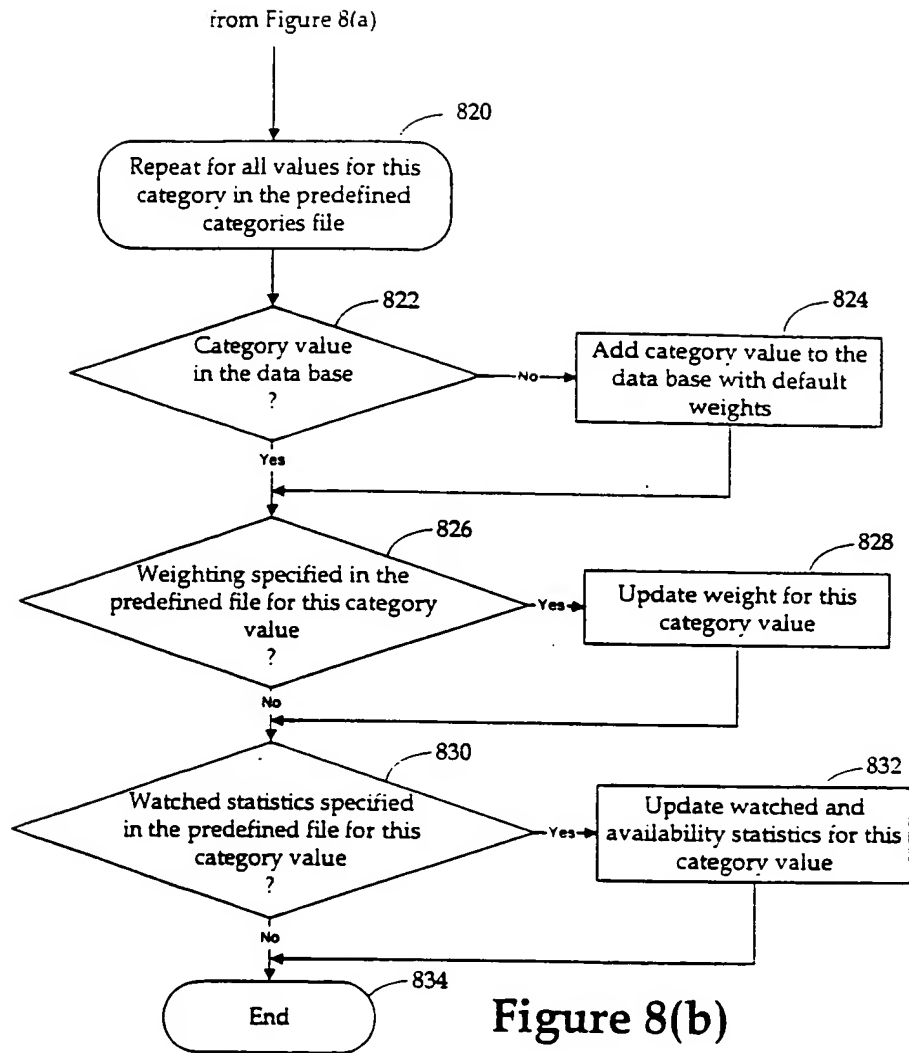 from Figure 8(a)
820
Repeat for all values for this
category in the predefined
categories file
822
Category value
in the data base
?
No
824
Add category value to the
data base with default
weights
Yes
826
Weighting specified in the
predefined file for this category
value
?
Yes
828
Update weight for this
category value
No
830
Watched statistics specified
in the predefined file for this
category value
?
Yes
832
Update watched and
availability statistics for this
category value
No
834
End
Figure 8(b)